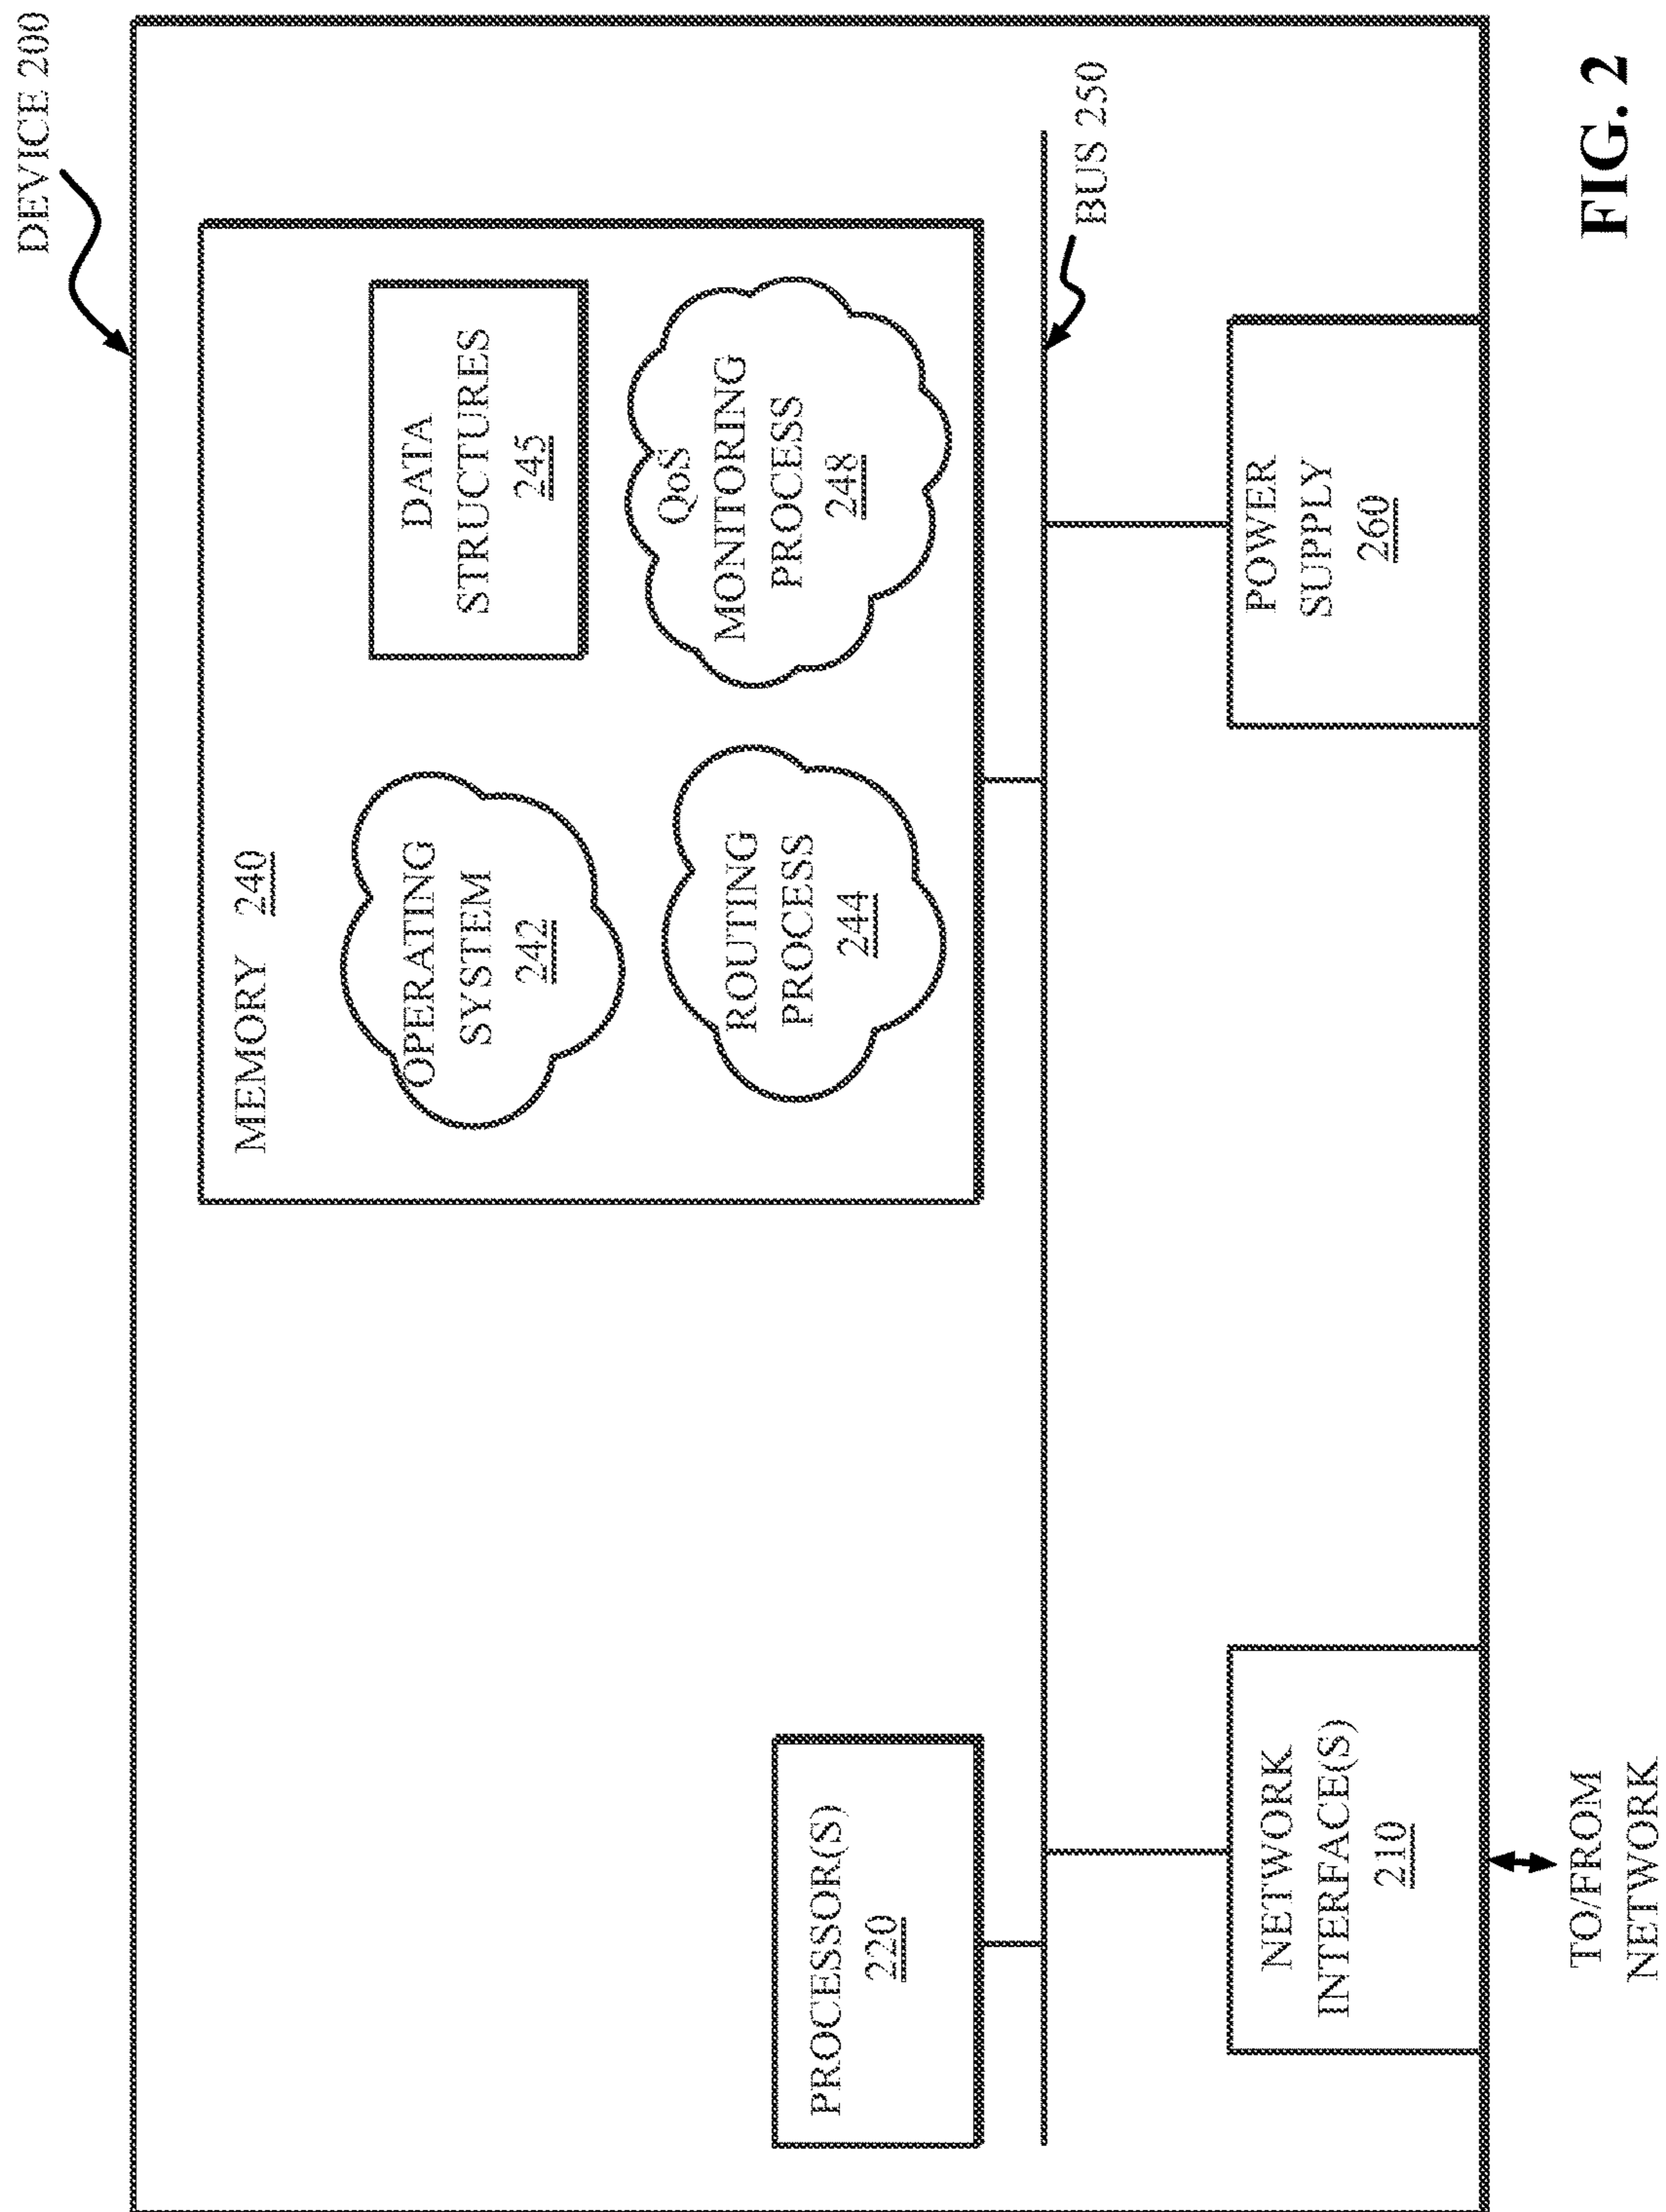 DEVICE 200
MEMORY 240
OPERATING
SYSTEM
242
DATA
STRUCTURES
245
ROUTING
PROCESS
244
QoS
MONITORING
PROCESS
248
PROCESSOR(S)
220
BUS 250
NETWORK
INTERFACE(S)
210
POWER
SUPPLY
260
TO/FROM
NETWORK
FIG. 2